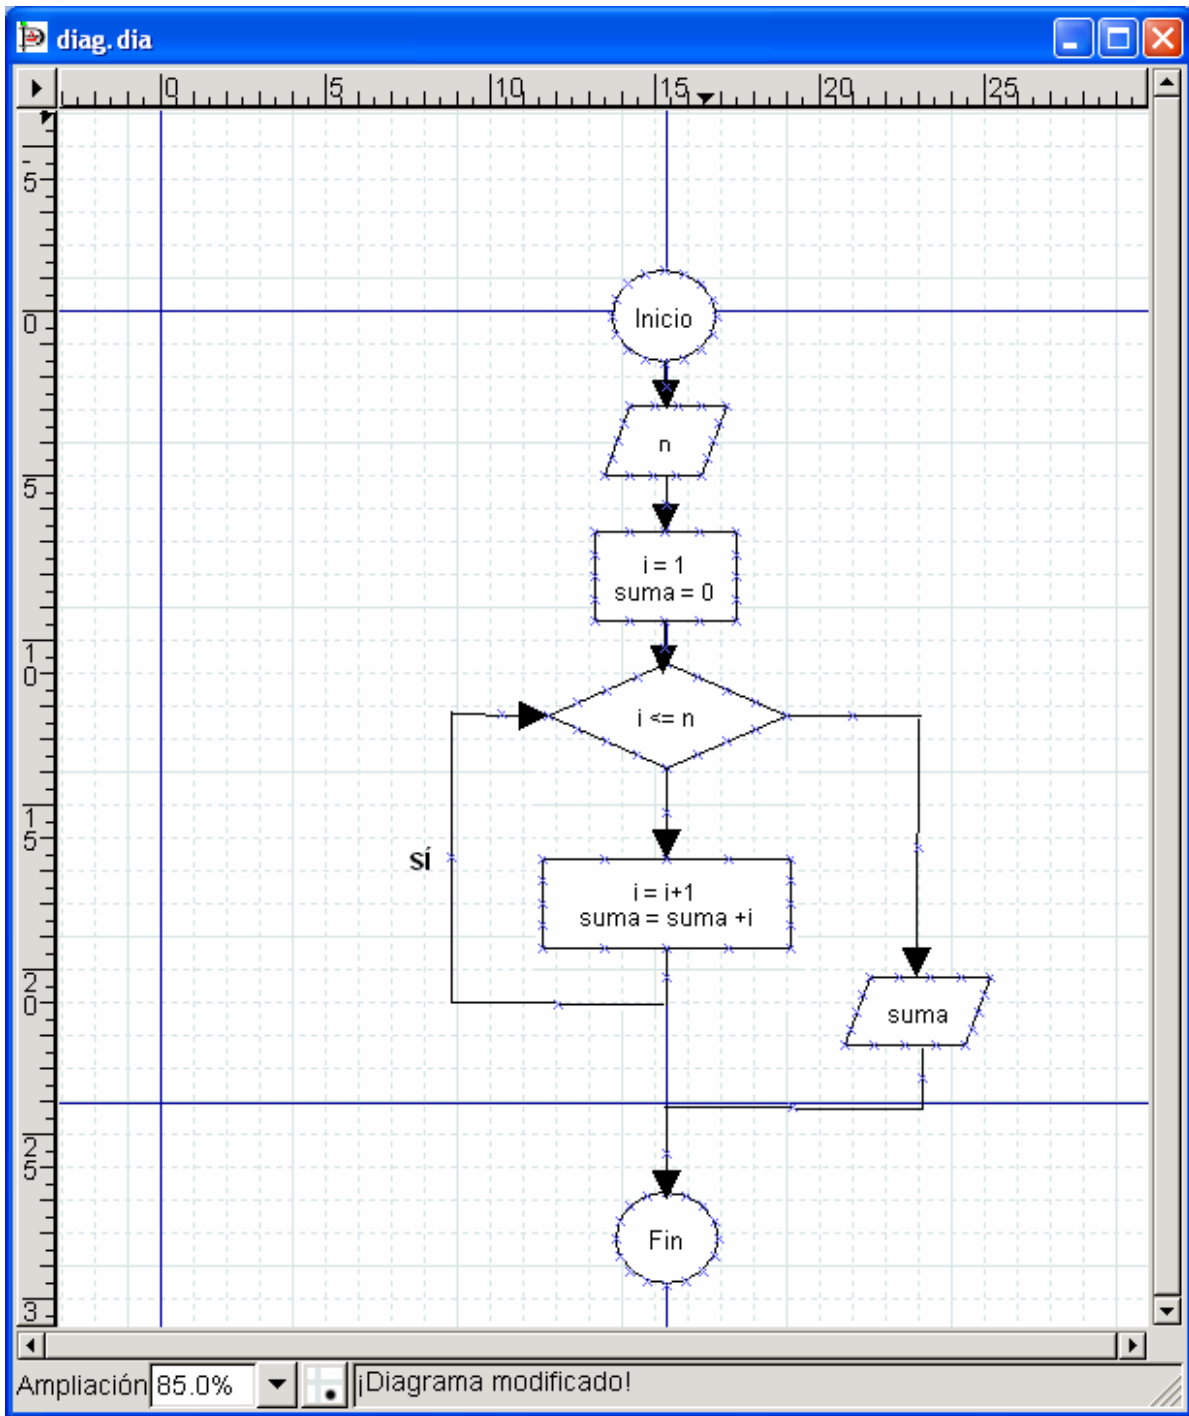 diag.dia
0 5 10 15 20 25
- 5
0
5
10
15
20
25
3
Inicio
n
i = 1
suma = 0
i <= n
SÍ
i = i+1
suma = suma +i
suma
Fin
Ampliación 85.0% ¡Diagrama modificado!